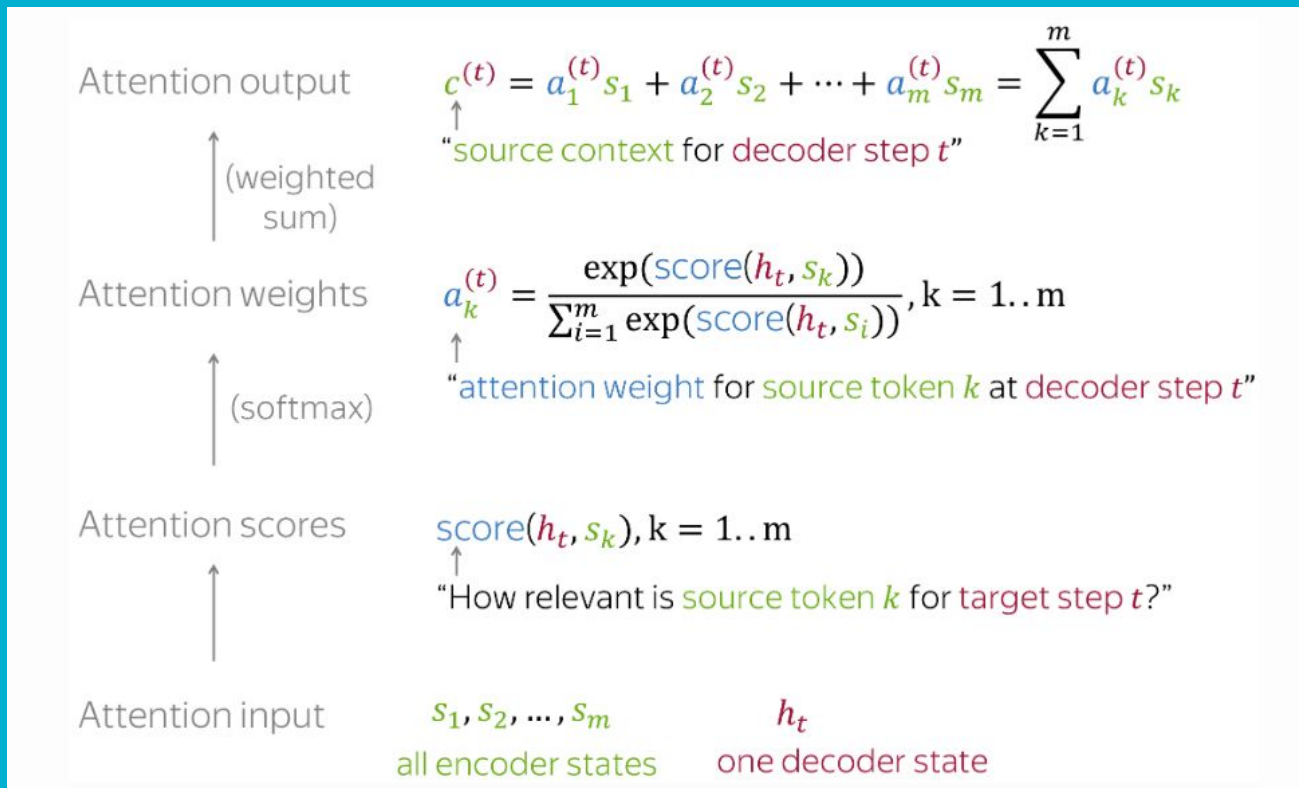 Attention output c^(t) = a_1^(t) s_1 + a_2^(t) s_2 + ⋯ + a_m^(t) s_m = ∑_{k=1}^{m} a_k^(t) s_k
“source context for decoder step t”
(weighted
sum)
Attention weights a_k^(t) = exp(score(h_t, s_k)) / ∑_{i=1}^{m} exp(score(h_t, s_i)), k = 1..m
“attention weight for source token k at decoder step t”
(softmax)
Attention scores score(h_t, s_k), k = 1..m
“How relevant is source token k for target step t?”
Attention input s_1, s_2, …, s_m h_t
all encoder states one decoder state